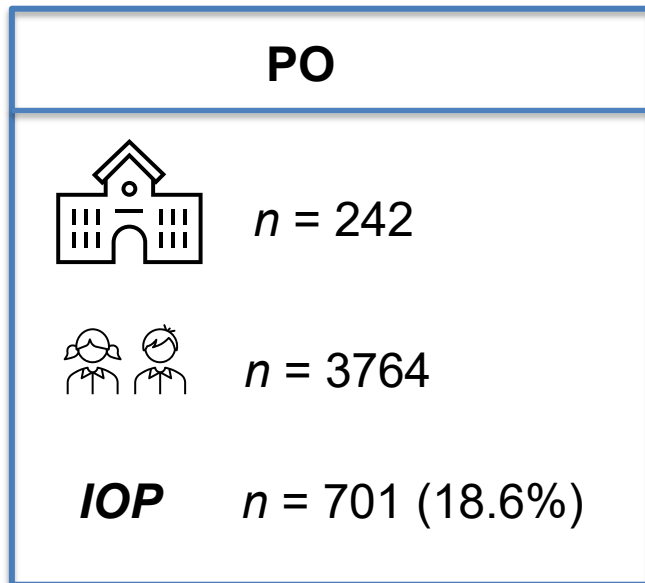 PO
n = 242
n = 3764
IOP n = 701 (18.6%)